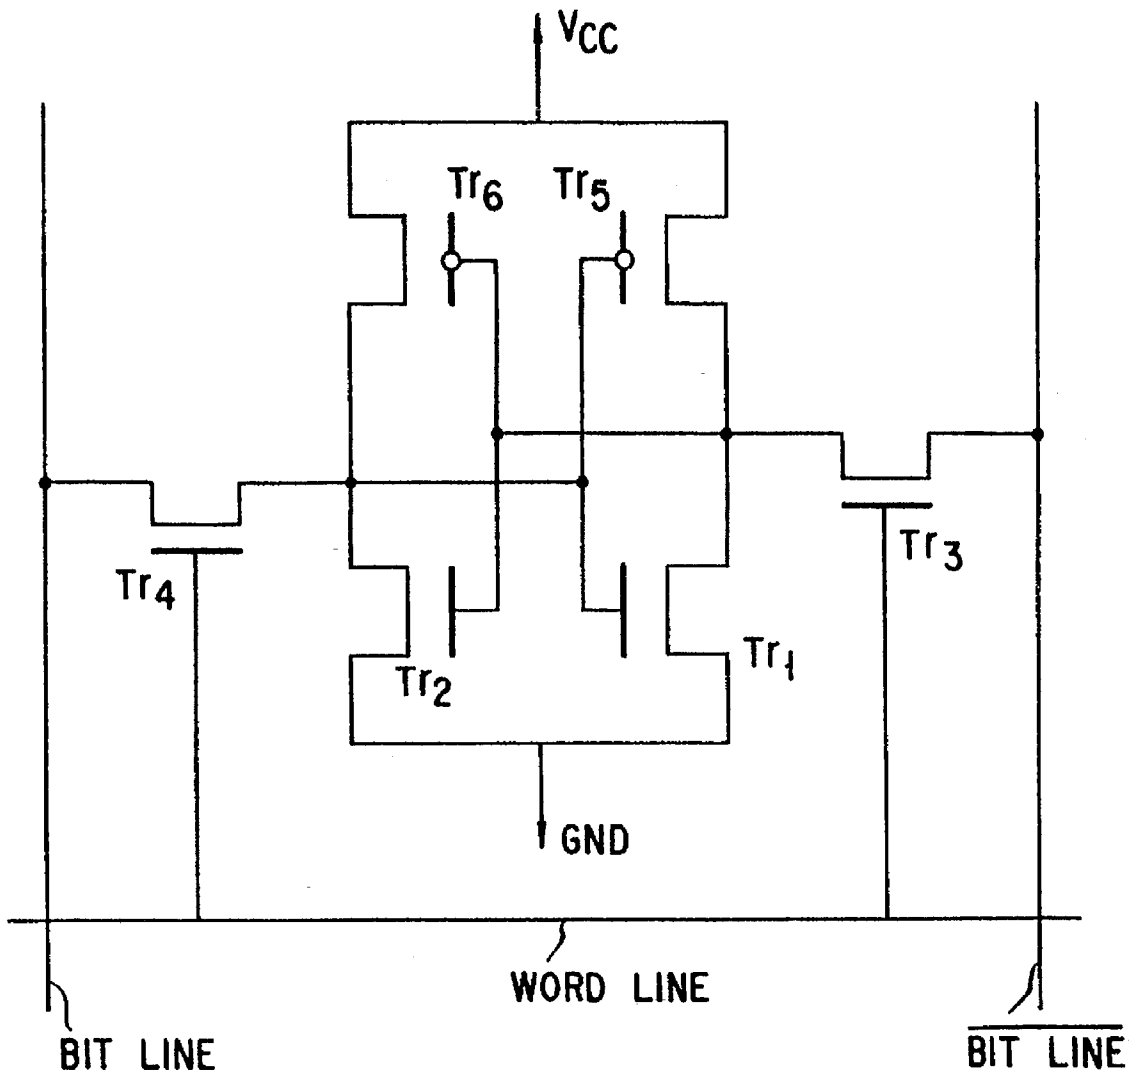 VCC
Tr6 Tr5
Tr3
Tr4
Tr1
Tr2
GND
WORD LINE
BIT LINE
BIT LINE